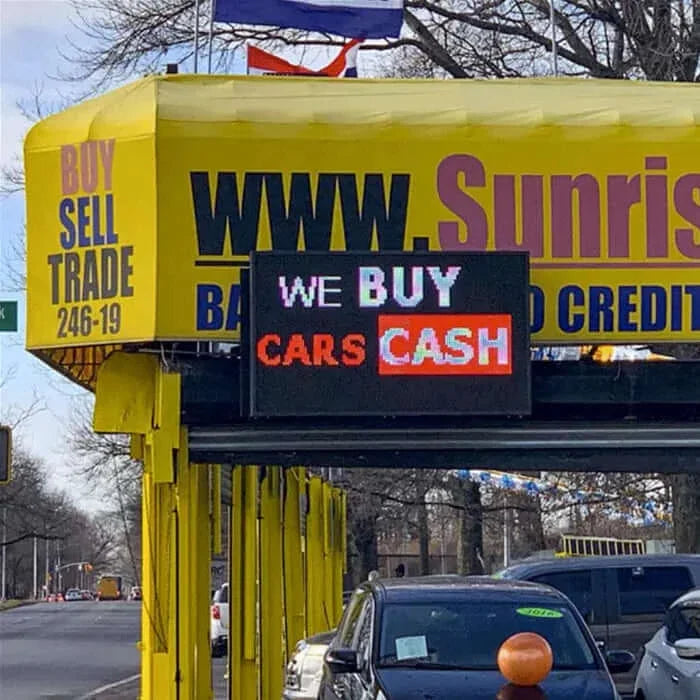 BUY
SELL
TRADE
246-19
WWW.Sunris
BA D CREDIT
WE BUY
CARS CASH